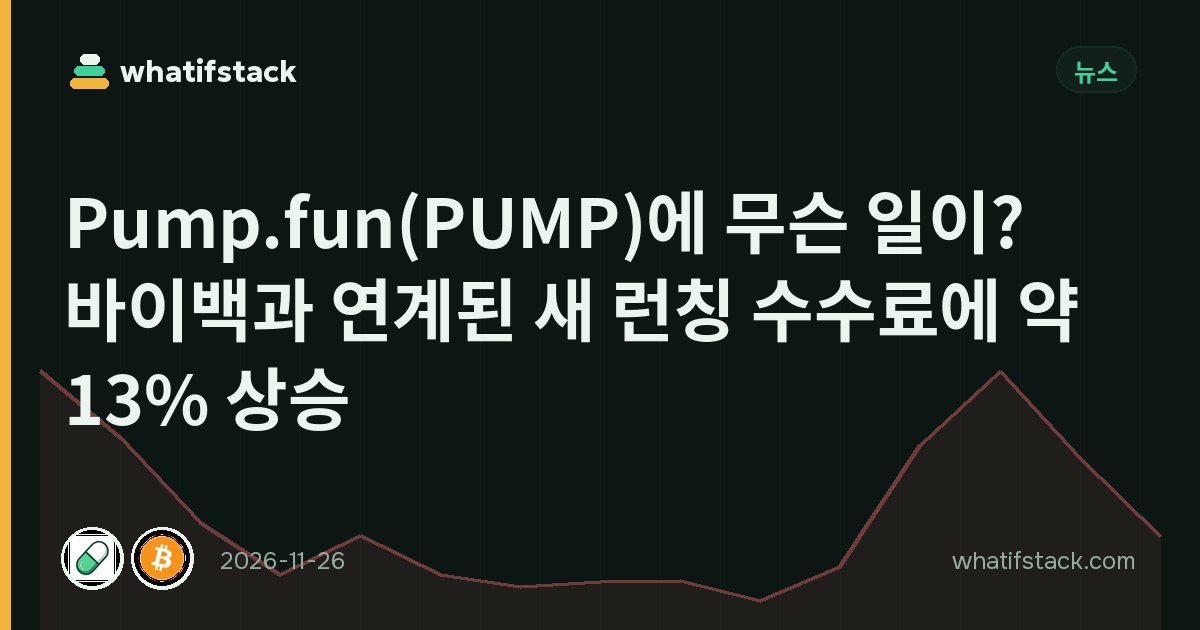 whatifstack
뉴스
Pump.fun(PUMP)에 무슨 일이?
바이백과 연계된 새 런칭 수수료에 약
13% 상승
2026-11-26
whatifstack.com